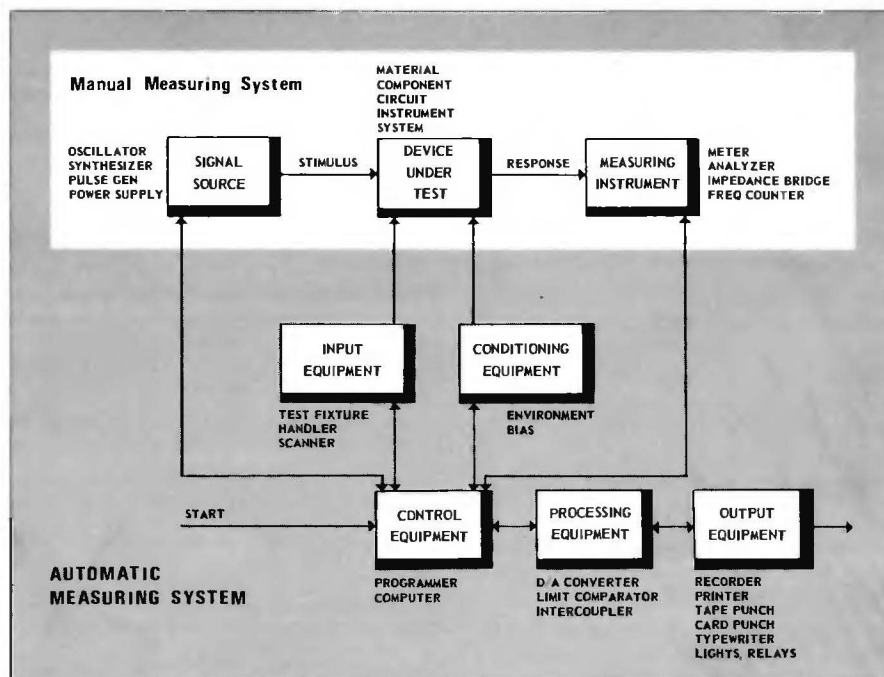 Manual Measuring System
MATERIAL
COMPONENT
CIRCUIT
INSTRUMENT
SYSTEM
OSCILLATOR
SYNTHESIZER
PULSE GEN
POWER SUPPLY
SIGNAL
SOURCE
STIMULUS
DEVICE
UNDER
TEST
RESPONSE
MEASURING
INSTRUMENT
METER
ANALYZER
IMPEDANCE BRIDGE
FREQ COUNTER
INPUT
EQUIPMENT
TEST FIXTURE
HANDLER
SCANNER
CONDITIONING
EQUIPMENT
ENVIRONMENT
BIAS
START
CONTROL
EQUIPMENT
PROGRAMMER
COMPUTER
PROCESSING
EQUIPMENT
D/A CONVERTER
LIMIT COMPARATOR
INTERCOUPLER
OUTPUT
EQUIPMENT
RECORDER
PRINTER
TAPE PUNCH
CARD PUNCH
TYPEWRITER
LIGHTS, RELAYS
AUTOMATIC
MEASURING SYSTEM